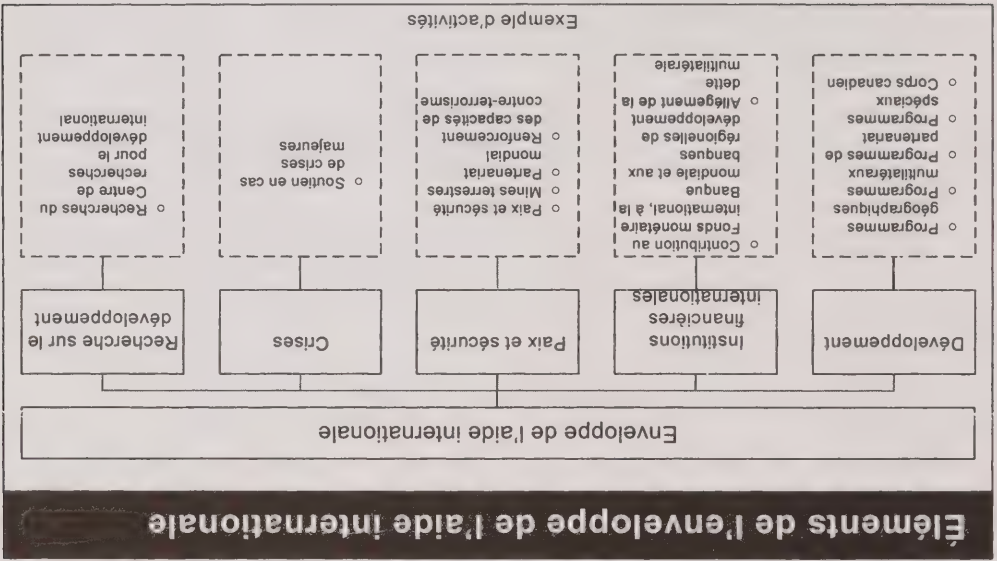 Éléments de l'enveloppe de l'aide internationale
Enveloppe de l'aide internationale
Développement
Institutions
financières
internationales
Paix et sécurité
Crises
Recherche sur le
développement
o Programmes
géographiques
o Programmes
multilatéraux
o Programmes de
partenariat
o Programmes
spéciaux
o Corps canadien
o Contribution au
Fonds monétaire
international, à la
Banque
mondiale et aux
banques
régionelles de
développement
o Allégement de la
dette
multilatérale
o Paix et sécurité
o Mines terrestres
o Partenariat
mondial
o Renforcement
des capacités de
contre-terrorisme
o Soutien en cas
de crises
majeures
o Recherches du
Centre de
recherches
pour le
développement
international
Exemple d'activités